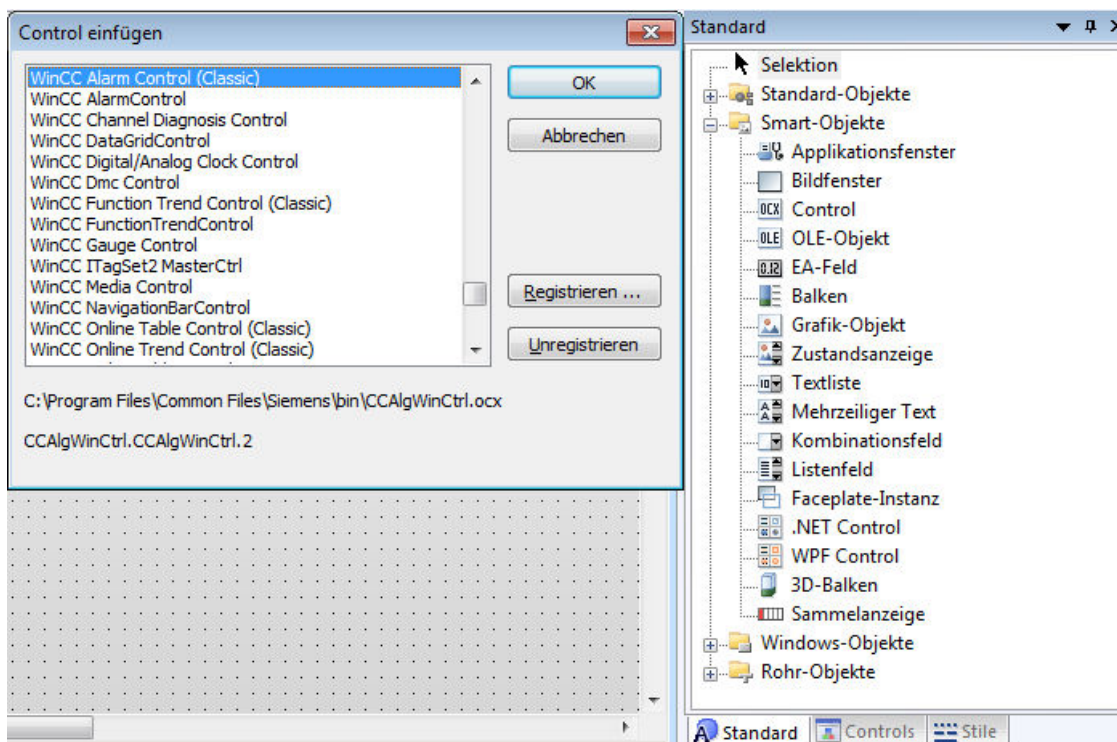 Control einfügen
WinCC Alarm Control (Classic)
WinCC AlarmControl
WinCC Channel Diagnosis Control
WinCC DataGridControl
WinCC Digital/Analog Clock Control
WinCC Dmc Control
WinCC Function Trend Control (Classic)
WinCC FunctionTrendControl
WinCC Gauge Control
WinCC ITagSet2 MasterCtrl
WinCC Media Control
WinCC NavigationBarControl
WinCC Online Table Control (Classic)
WinCC Online Trend Control (Classic)
OK
Abbrechen
Registrieren ...
Unregistrieren
C:\Program Files\Common Files\Siemens\bin\CCAlgWinCtrl.ocx
CCAlgWinCtrl.CCAlgWinCtrl.2
Standard
Selektion
Standard-Objekte
Smart-Objekte
Applikationsfenster
Bildfenster
OCX Control
OLE OLE-Objekt
0.12 EA-Feld
Balken
Grafik-Objekt
Zustandsanzeige
Textliste
Mehrzeiliger Text
Kombinationsfeld
Listenfeld
Faceplate-Instanz
.NET Control
WPF Control
3D-Balken
Sammelanzeige
Windows-Objekte
Rohr-Objekte
Standard Controls Stile